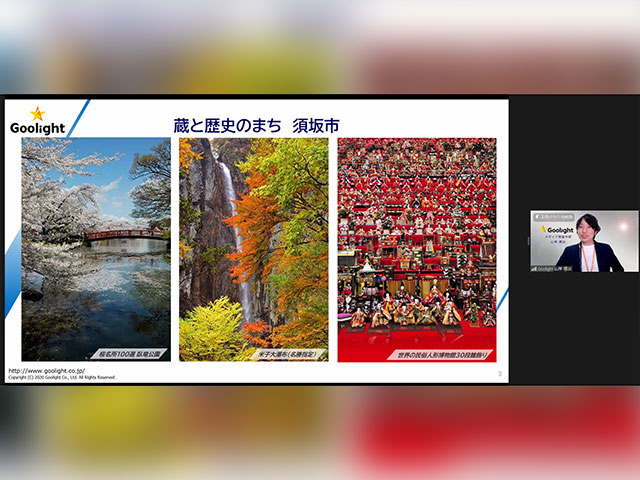 Goolight
蔵と歴史のまち 須坂市
桜名所100選 臥竜公園
米子大瀑布(名勝指定)
世界の民俗人形博物館30段雛飾り
http://www.goolight.co.jp/
Copyright (C) 2020 Goolight Co., Ltd. All Rights Reserved.
3
Goolight
Goolight